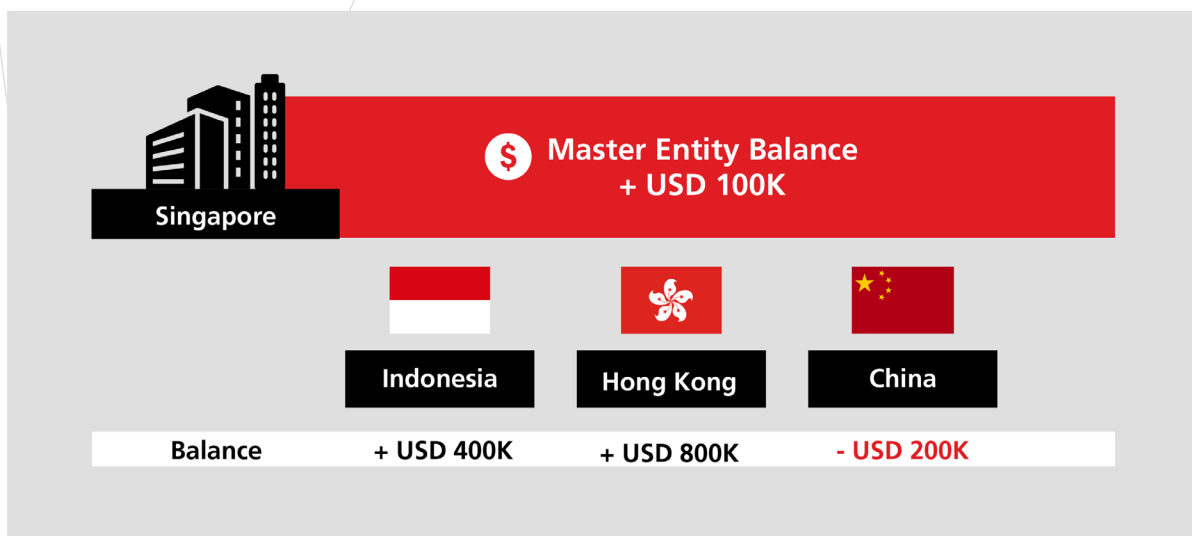 $
Master Entity Balance
+ USD 100K
Singapore
Indonesia
Hong Kong
China
Balance + USD 400K + USD 800K - USD 200K